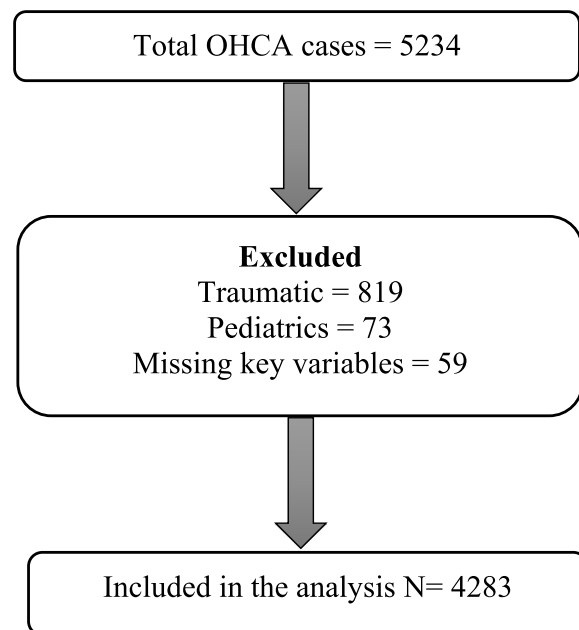 Total OHCA cases = 5234
Excluded
Traumatic = 819
Pediatrics = 73
Missing key variables = 59
Included in the analysis N= 4283